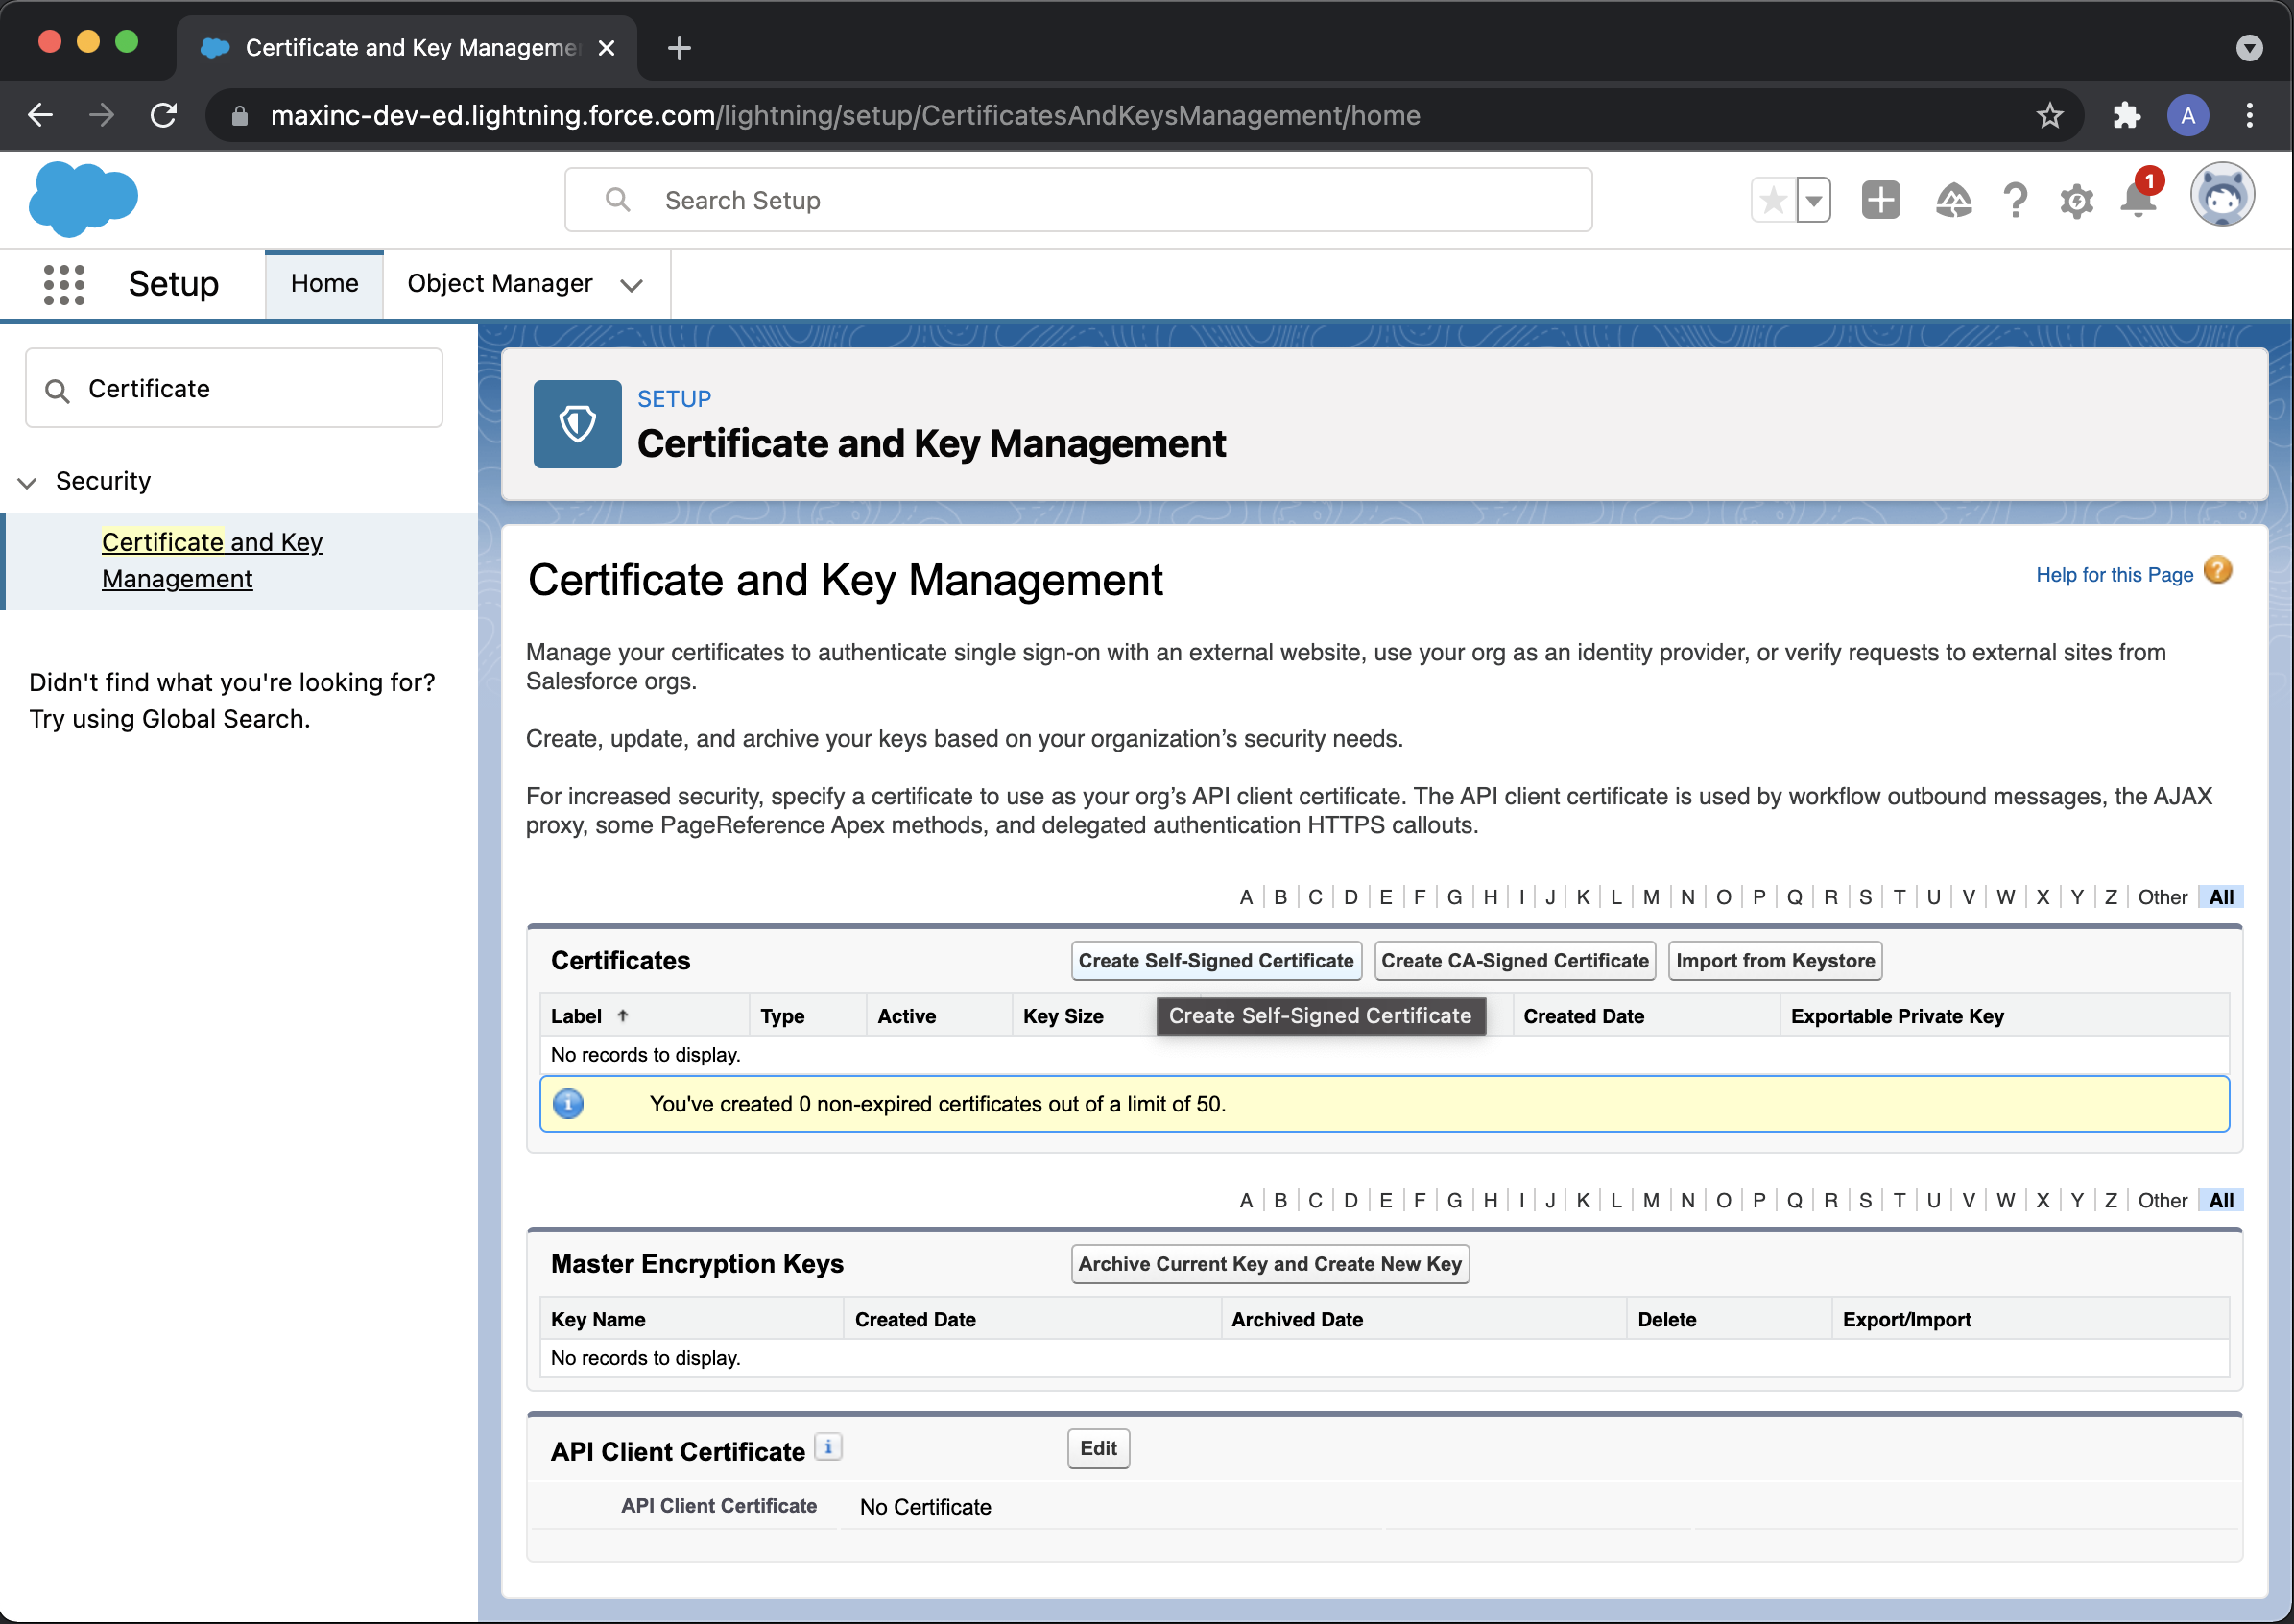 Certificate and Key Manageme
maxinc-dev-ed.lightning.force.com/lightning/setup/CertificatesAndKeysManagement/home
A
Search Setup
1
Setup
Home
Object Manager
Certificate
Security
Certificate and Key
Management
Didn't find what you're looking for?
Try using Global Search.
SETUP
Certificate and Key Management
Certificate and Key Management
Help for this Page ?
Manage your certificates to authenticate single sign-on with an external website, use your org as an identity provider, or verify requests to external sites from
Salesforce orgs.
Create, update, and archive your keys based on your organization’s security needs.
For increased security, specify a certificate to use as your org’s API client certificate. The API client certificate is used by workflow outbound messages, the AJAX
proxy, some PageReference Apex methods, and delegated authentication HTTPS callouts.
A | B | C | D | E | F | G | H | I | J | K | L | M | N | O | P | Q | R | S | T | U | V | W | X | Y | Z | Other | All
Certificates Create Self-Signed Certificate Create CA-Signed Certificate Import from Keystore
Label ↑ Type Active Key Size Create Self-Signed Certificate Created Date Exportable Private Key
No records to display.
i You've created 0 non-expired certificates out of a limit of 50.
A | B | C | D | E | F | G | H | I | J | K | L | M | N | O | P | Q | R | S | T | U | V | W | X | Y | Z | Other | All
Master Encryption Keys Archive Current Key and Create New Key
Key Name Created Date Archived Date Delete Export/Import
No records to display.
API Client Certificate i Edit
API Client Certificate No Certificate